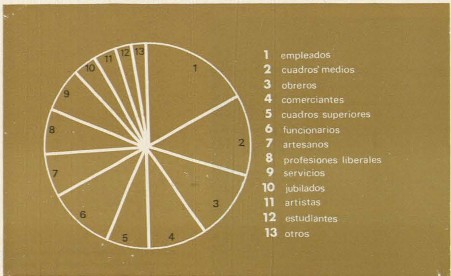 1 empleados
2 cuadros medios
3 obreros
4 comerciantes
5 cuadros superiores
6 funcionarios
7 artesanos
8 profesiones liberales
9 servicios
10 jubilados
11 artistas
12 estudiantes
13 otros
1
2
3
4
5
6
7
8
9
10
11
12
13